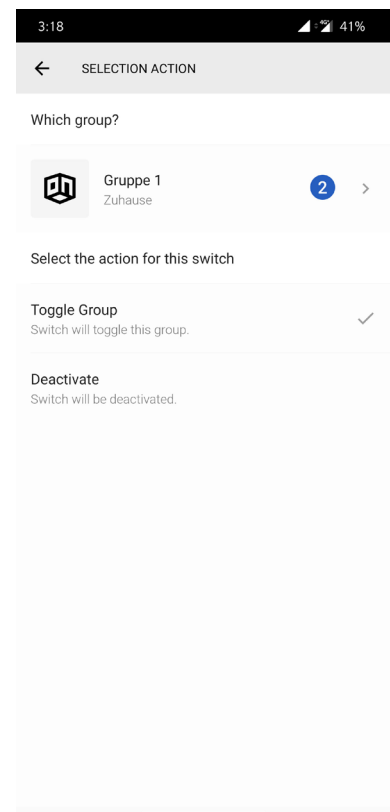 3:18
4G
41%
SELECTION ACTION
Which group?
Gruppe 1
2
Zuhause
Select the action for this switch
Toggle Group
Switch will toggle this group.
Deactivate
Switch will be deactivated.